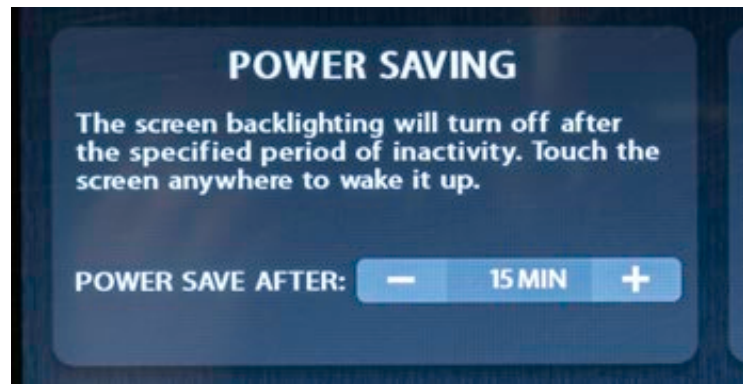 POWER SAVING
The screen backlighting will turn off after
the specified period of inactivity. Touch the
screen anywhere to wake it up.
POWER SAVE AFTER: − 15 MIN +